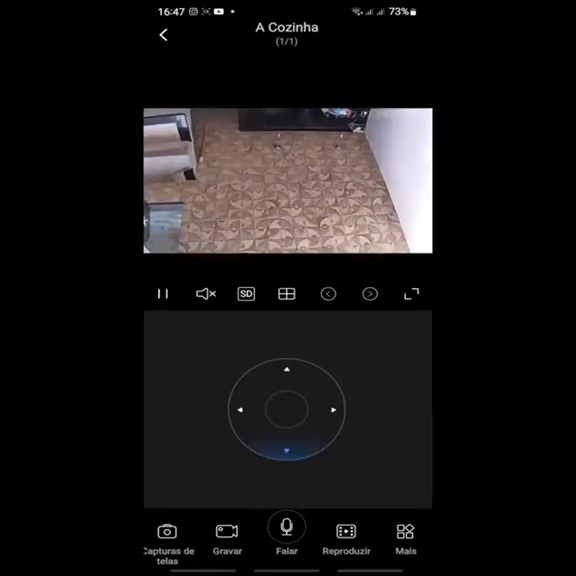 16:47
73%
A Cozinha
(1/1)
SD
Capturas de
telas
Gravar
Falar
Reproduzir
Mais